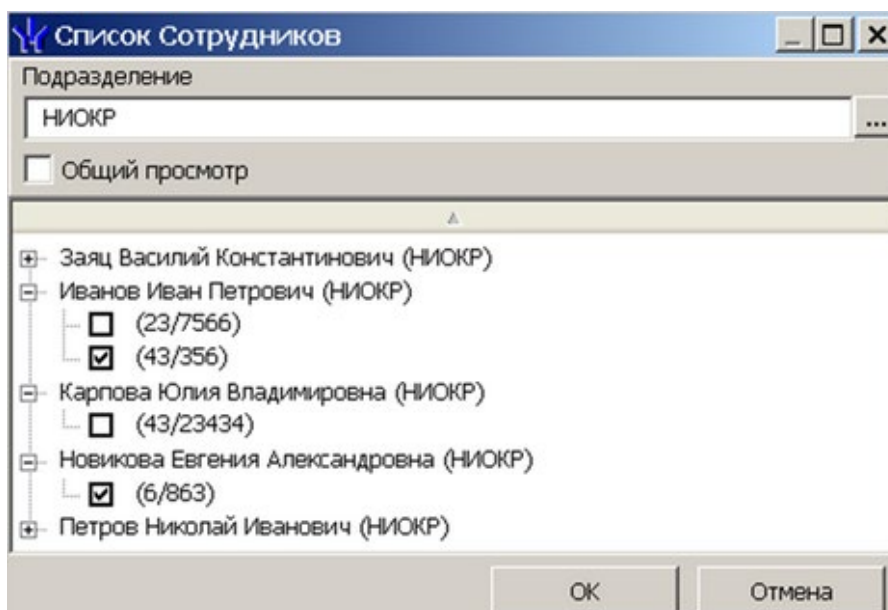 Список Сотрудников
Подразделение
НИОКР
...
Общий просмотр
Заяц Василий Константинович (НИОКР)
Иванов Иван Петрович (НИОКР)
(23/7566)
(43/356)
Карпова Юлия Владимировна (НИОКР)
(43/23434)
Новикова Евгения Александровна (НИОКР)
(6/863)
Петров Николай Иванович (НИОКР)
ОК Отмена